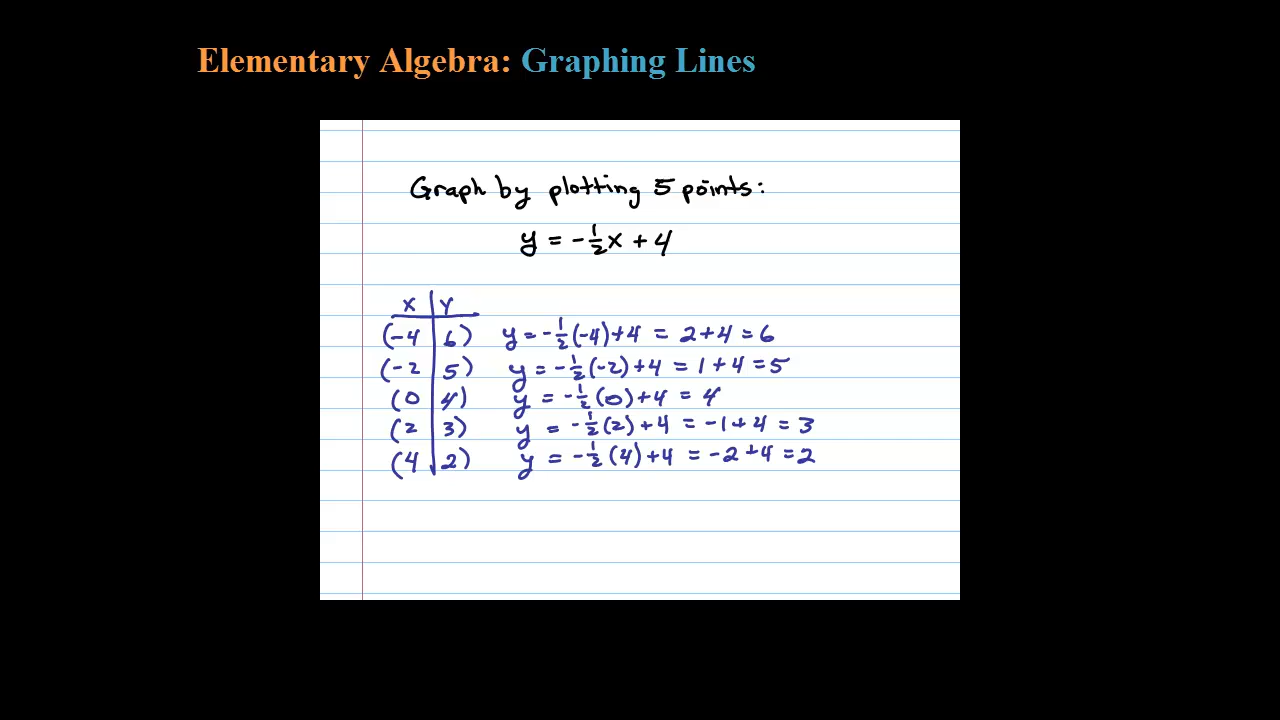 Elementary Algebra: Graphing Lines
Graph by plotting 5 points:
y = -½x + 4
x | y
(-4 | 6) y = -½(-4)+4 = 2+4 = 6
(-2 | 5) y = -½(-2)+4 = 1+4 = 5
(0 | 4) y = -½(0)+4 = 4
(2 | 3) y = -½(2)+4 = -1+4 = 3
(4 | 2) y = -½(4)+4 = -2+4 = 2